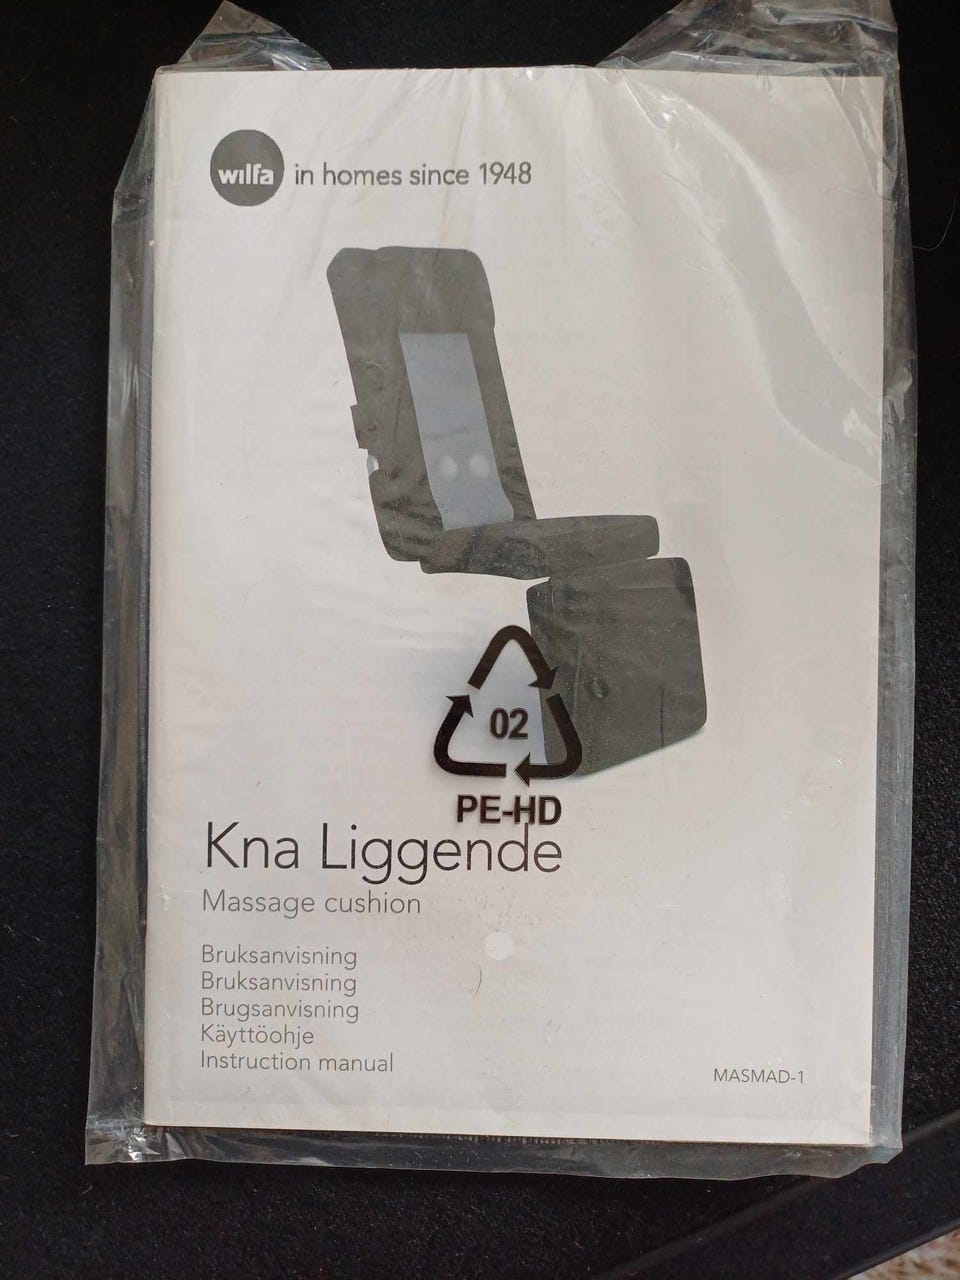 wilfa in homes since 1948
02
PE-HD
Kna Liggende
Massage cushion
Bruksanvisning
Bruksanvisning
Brugsanvisning
Käyttöohje
Instruction manual
MASMAD-1